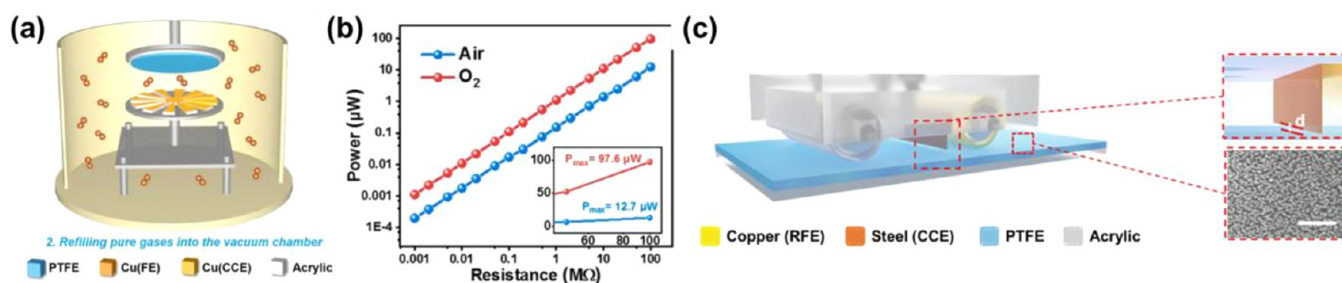 (a)
2. Refilling pure gases into the vacuum chamber
PTFE Cu(FE) Cu(CCE) Acrylic
(b)
Power (µW)
100
10
1
0.1
0.01
0.001
1E-4
Air
O₂
100
50
0
Pmax= 97.6 µW
Pmax= 12.7 µW
60 80 100
0.001 0.01 0.1 1 10 100
Resistance (MΩ)
(c)
d
Copper (RFE) Steel (CCE) PTFE Acrylic